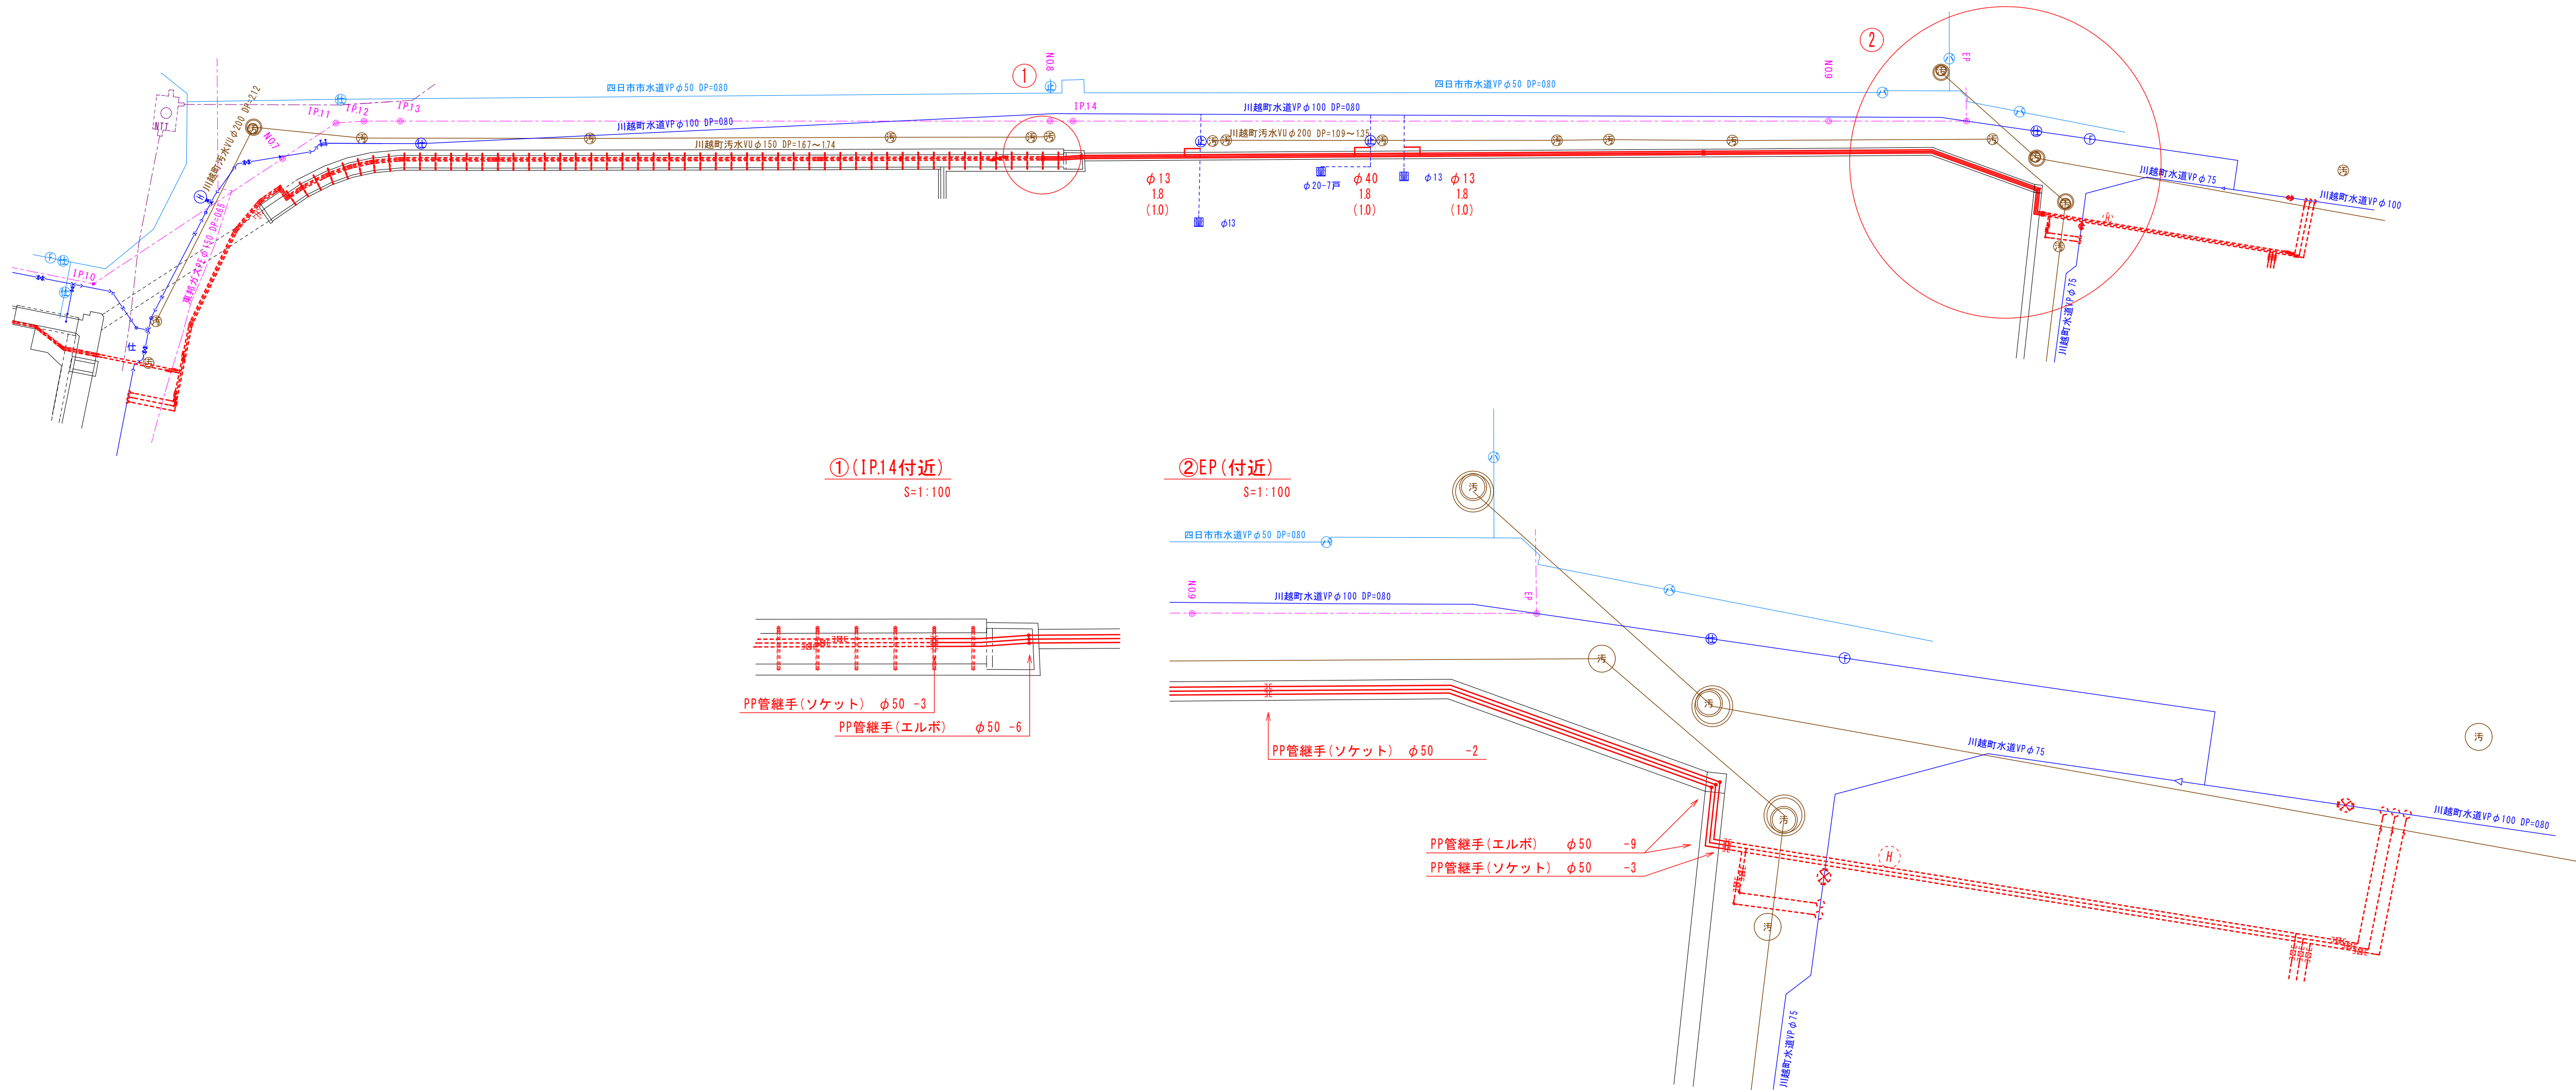 四日市市水道VPφ50 DP=0.80
四日市市水道VPφ50 DP=0.80
①
②
NO.8
NO.9
EP
IP.10
IP.11
IP.12
IP.13
IP.14
NO.7
川越町汚水VUφ200 DP=2.12
川越町水道VPφ100 DP=0.80
川越町水道VPφ100 DP=0.80
川越町汚水VUφ150 DP=1.67～1.74
川越町汚水VUφ200 DP=1.09～1.35
東邦ガスPEφ150 DP=0.65
仕
φ13
1.8
(1.0)
φ13
φ20-7戸
φ40
1.8
(1.0)
φ13
φ13
1.8
(1.0)
川越町水道VPφ75
川越町水道VPφ100
川越町水道VPφ75
①(IP.14付近)
S=1:100
PP管継手(ソケット) φ50 -3
PP管継手(エルボ) φ50 -6
②EP(付近)
S=1:100
四日市市水道VPφ50 DP=0.80
NO.9
EP
川越町水道VPφ100 DP=0.80
汚
汚
汚
汚
汚
汚
バ
バ
バ
仕
下
H
PP管継手(ソケット) φ50 -2
PP管継手(エルボ) φ50 -9
PP管継手(ソケット) φ50 -3
川越町水道VPφ75
川越町水道VPφ100 DP=0.80
川越町水道VPφ75